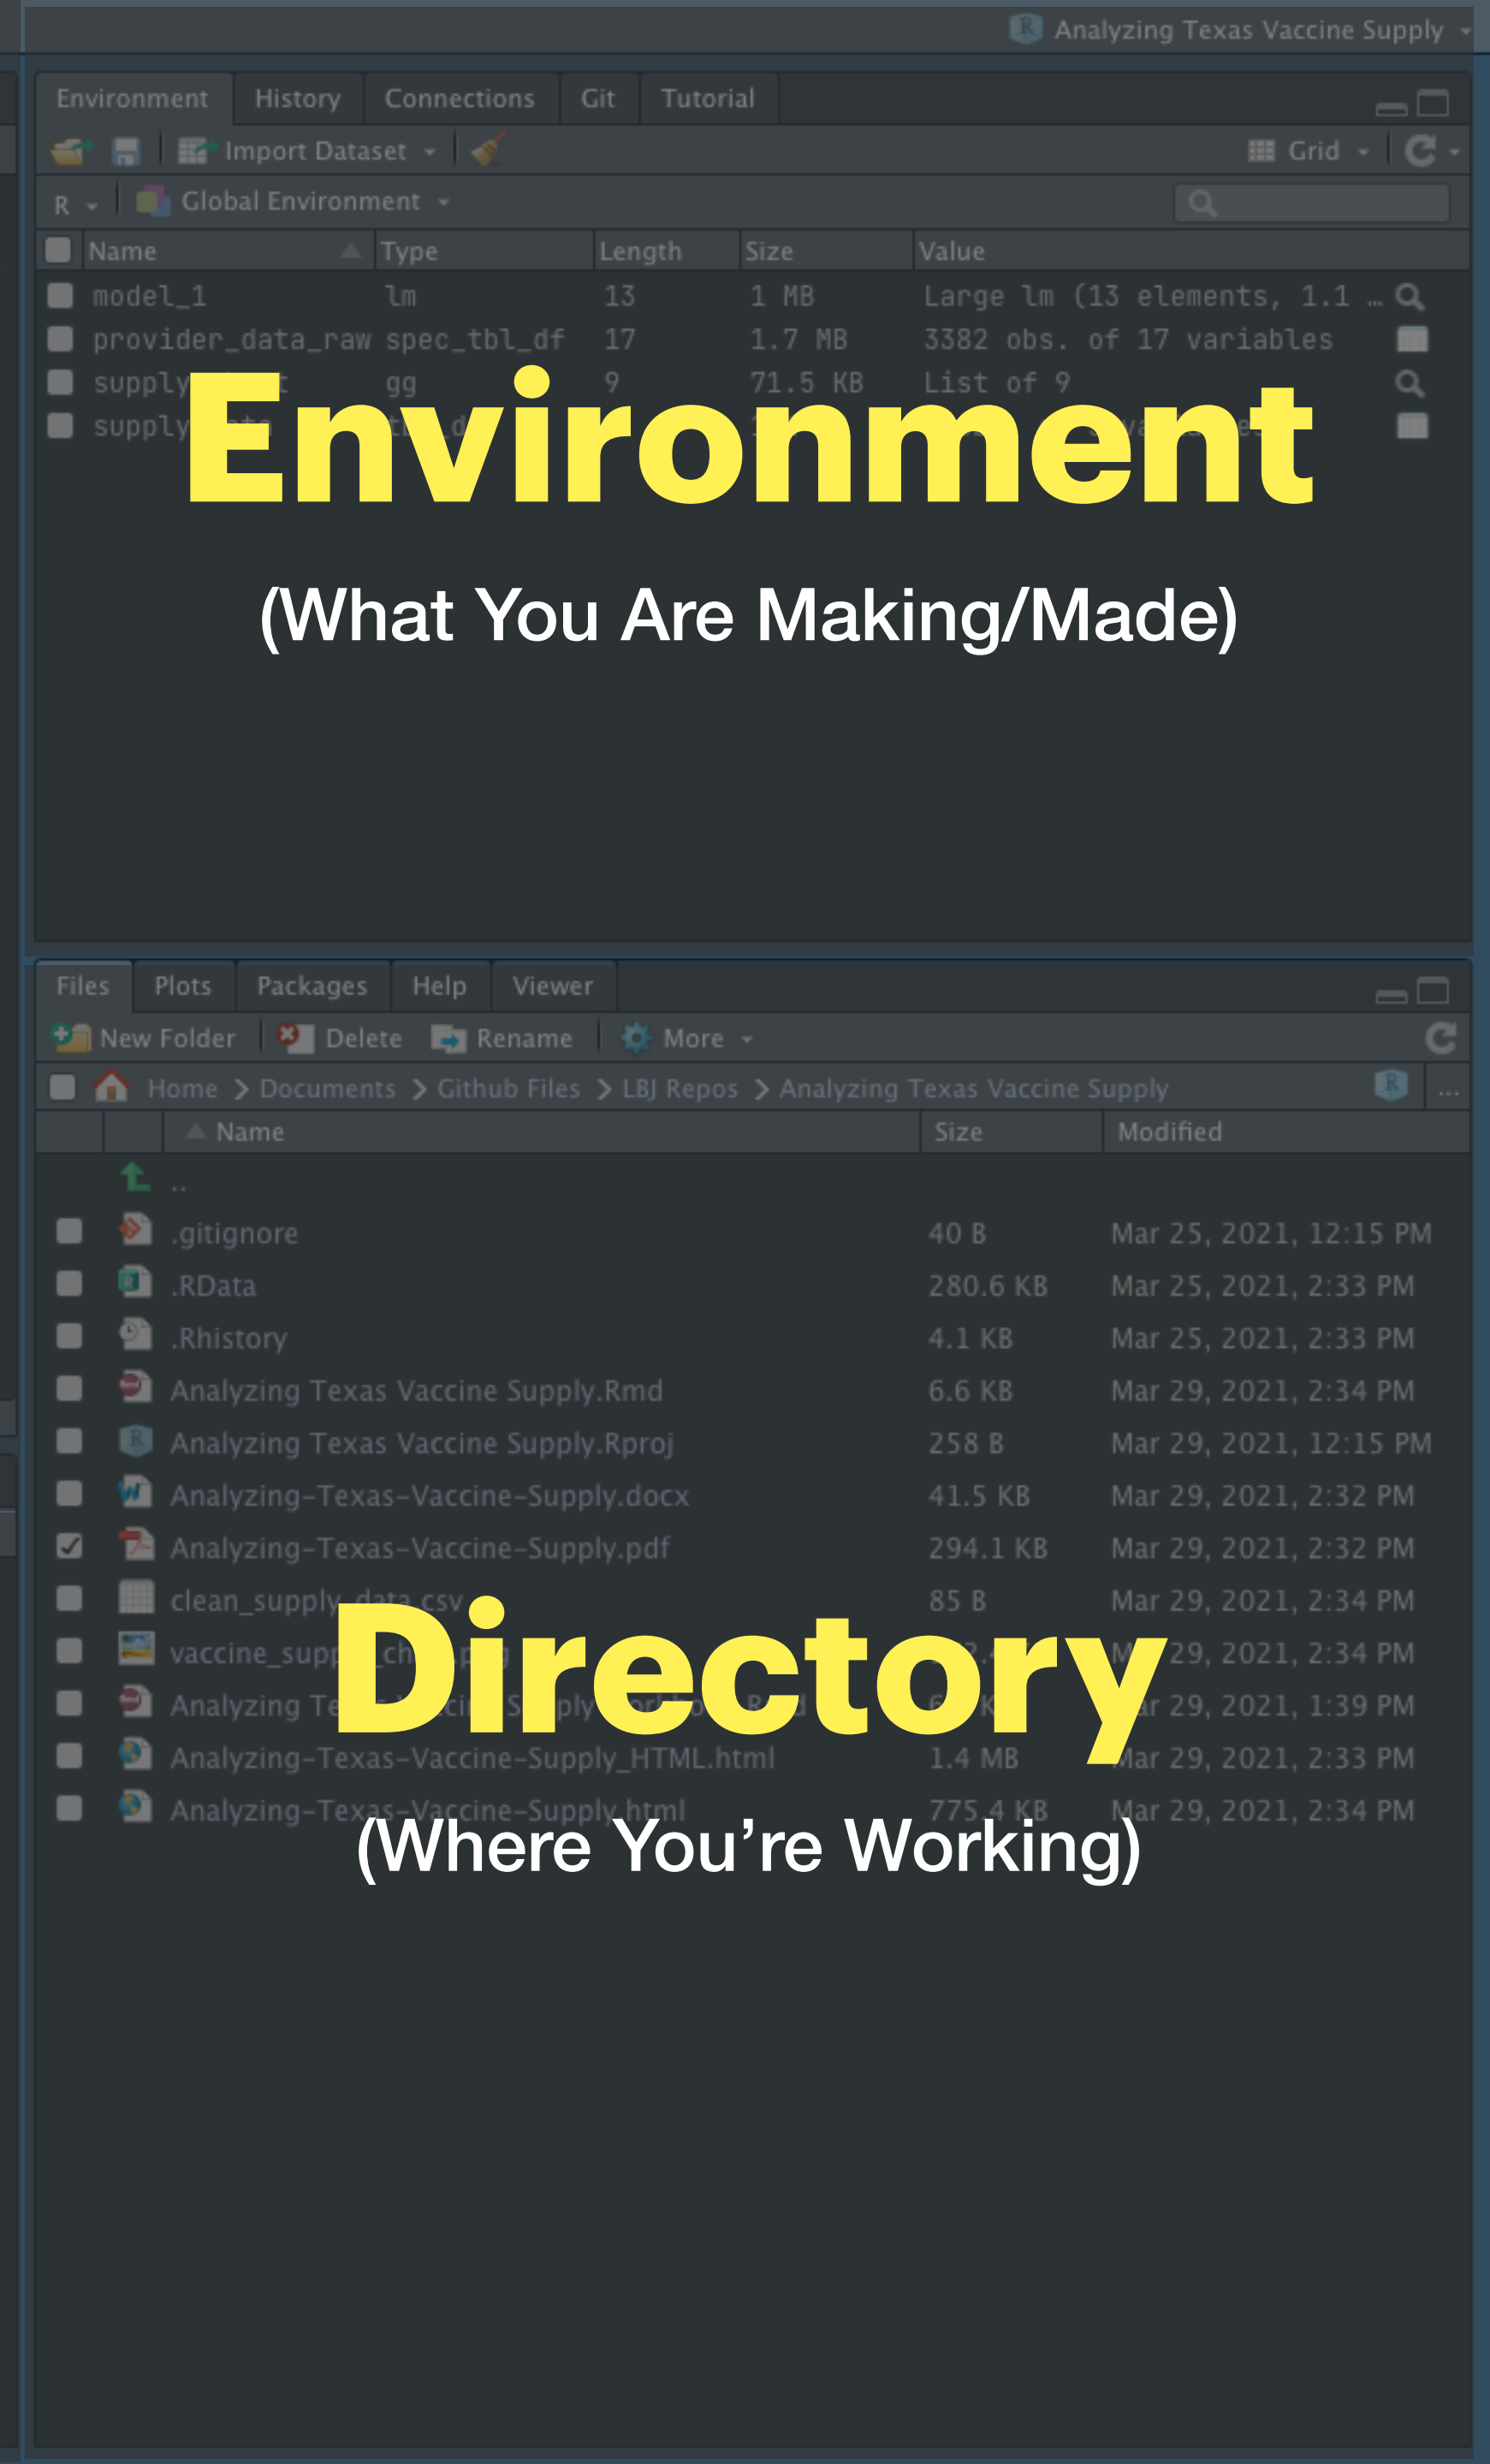 Analyzing Texas Vaccine Supply
Environment History Connections Git Tutorial
Import Dataset Grid
R Global Environment
Name Type Length Size Value
model_1 lm 13 1 MB Large lm (13 elements, 1.1 …
provider_data_raw spec_tbl_df 17 1.7 MB 3382 obs. of 17 variables
gg 9 71.5 KB List of 9
Environment
(What You Are Making/Made)
Files Plots Packages Help Viewer
New Folder Delete Rename More
Home Documents Github Files LBJ Repos Analyzing Texas Vaccine Supply ...
Name Size Modified
..
.gitignore 40 B Mar 25, 2021, 12:15 PM
.RData 280.6 KB Mar 25, 2021, 2:33 PM
.Rhistory 4.1 KB Mar 25, 2021, 2:33 PM
Analyzing Texas Vaccine Supply.Rmd 6.6 KB Mar 29, 2021, 2:34 PM
Analyzing Texas Vaccine Supply.Rproj 258 B Mar 29, 2021, 12:15 PM
Analyzing-Texas-Vaccine-Supply.docx 41.5 KB Mar 29, 2021, 2:32 PM
Analyzing-Texas-Vaccine-Supply.pdf 294.1 KB Mar 29, 2021, 2:32 PM
clean_supply_data.csv 85 B Mar 29, 2021, 2:34 PM
29, 2021, 2:34 PM
Directory
Analyzing 29, 2021, 1:39 PM
Analyzing-Texas-Vaccine-Supply_HTML.html 1.4 MB Mar 29, 2021, 2:33 PM
Analyzing-Texas-Vaccine-Supply.html 775.4 KB Mar 29, 2021, 2:34 PM
(Where You’re Working)